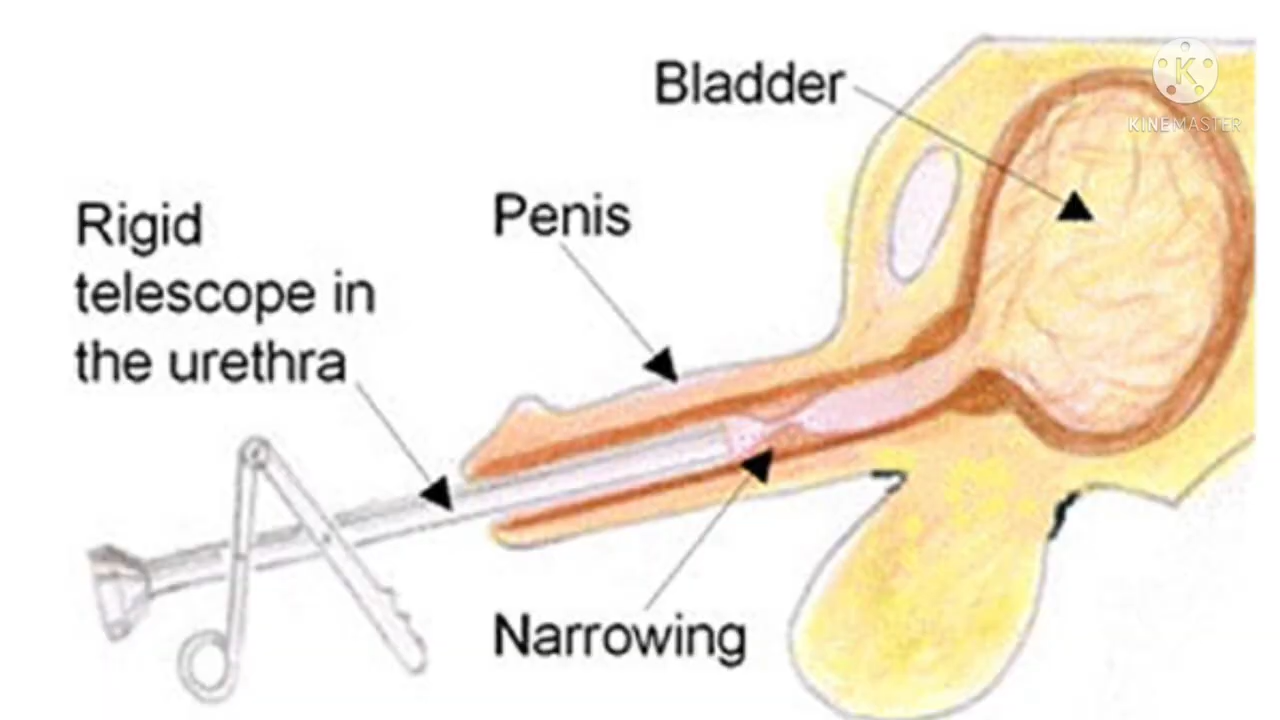 Bladder
Penis
Rigid
telescope in
the urethra
Narrowing
K
KINEMASTER